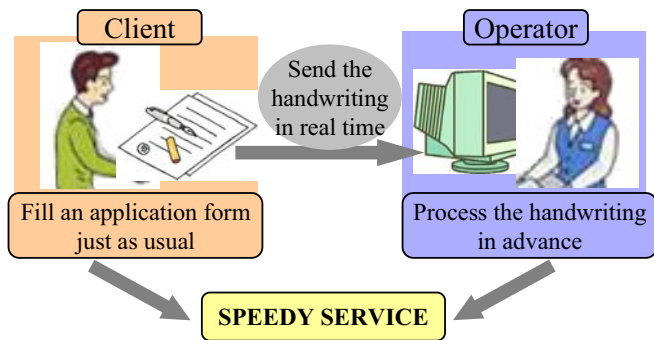 Client
Operator
Send the
handwriting
in real time
Fill an application form
just as usual
Process the handwriting
in advance
SPEEDY SERVICE